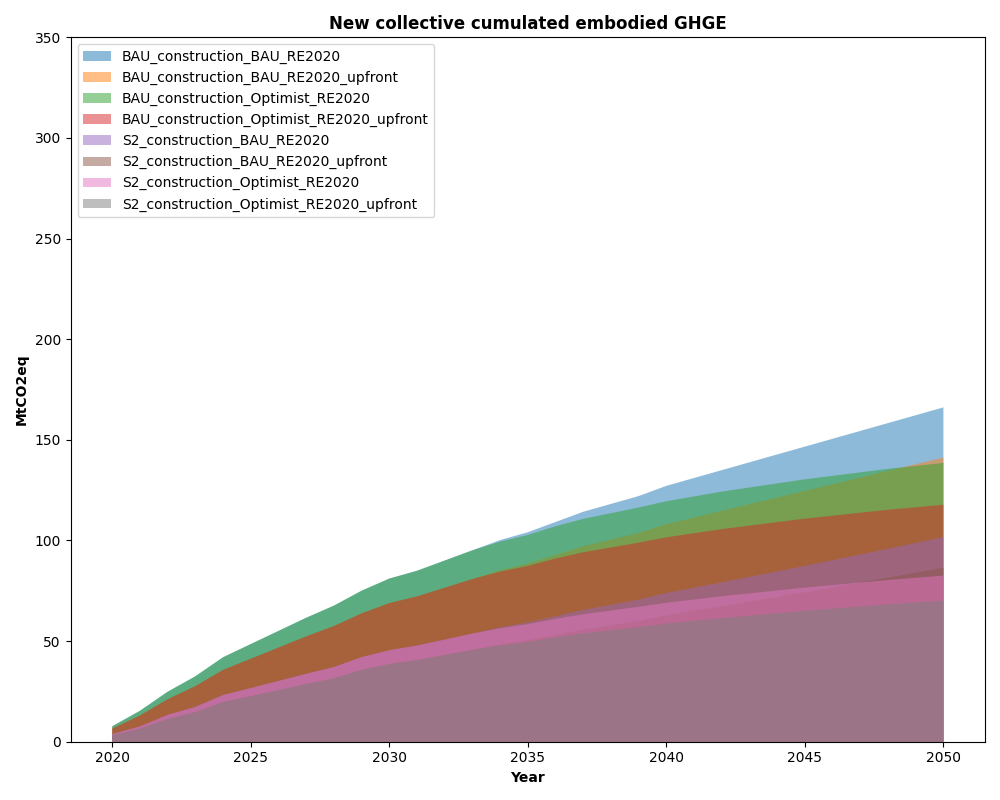 New collective cumulated embodied GHGE
350
300
250
200
150
100
50
0
MtCO2eq
BAU_construction_BAU_RE2020
BAU_construction_BAU_RE2020_upfront
BAU_construction_Optimist_RE2020
BAU_construction_Optimist_RE2020_upfront
S2_construction_BAU_RE2020
S2_construction_BAU_RE2020_upfront
S2_construction_Optimist_RE2020
S2_construction_Optimist_RE2020_upfront
2020 2025 2030 2035 2040 2045 2050
Year